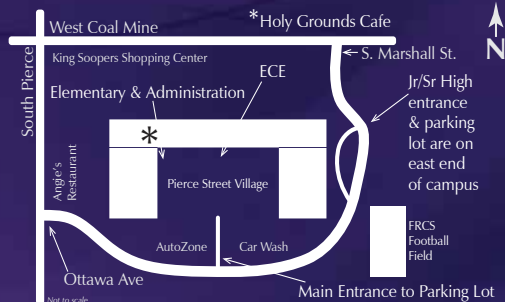 West Coal Mine
*Holy Grounds Cafe
N
King Soopers Shopping Center
S. Marshall St.
South Pierce
ECE
Elementary & Administration
Jr/Sr High
entrance
& parking
lot are on
east end
of campus
*
Angie's
Restaurant
Pierce Street Village
FRCS
Football
Field
AutoZone
Car Wash
Ottawa Ave
Main Entrance to Parking Lot
Not to scale